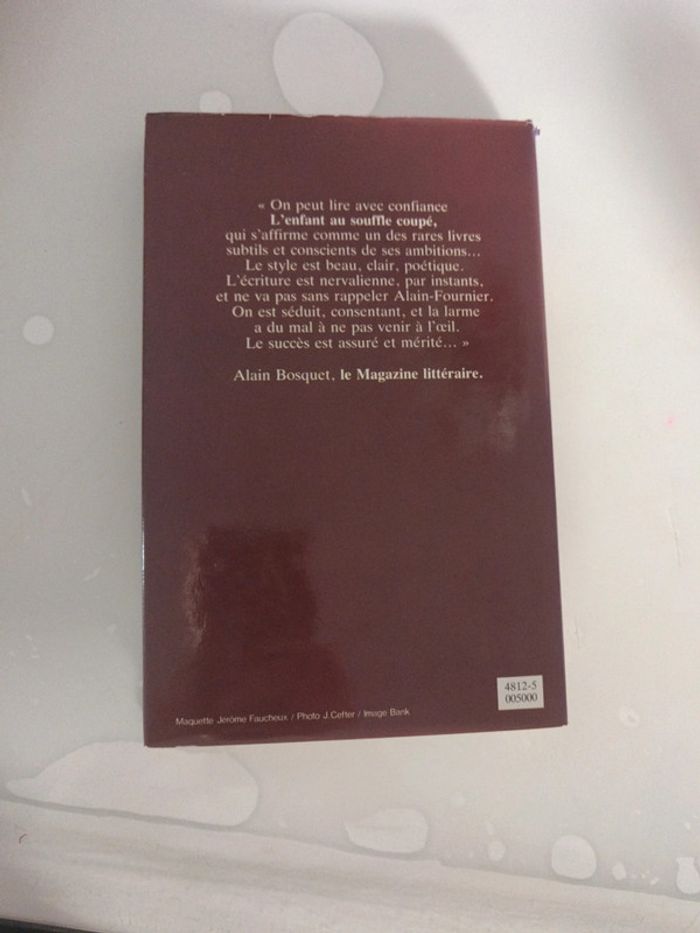 « On peut lire avec confiance
L'enfant au souffle coupé,
qui s'affirme comme un des rares livres
subtils et conscients de ses ambitions...
Le style est beau, clair, poétique.
L'écriture est nervalienne, par instants,
et ne va pas sans rappeler Alain-Fournier.
On est séduit, consentant, et la larme
a du mal à ne pas venir à l'œil.
Le succès est assuré et mérité... »
Alain Bosquet, le Magazine littéraire.
4812-5
005000
Maquette Jérôme Faucheux / Photo J.Cefter / Image Bank